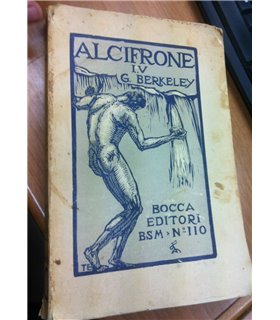 ALCIFRONE
I.V
G. BERKELEY
BOCCA
EDITORI
BSM, N.º 110